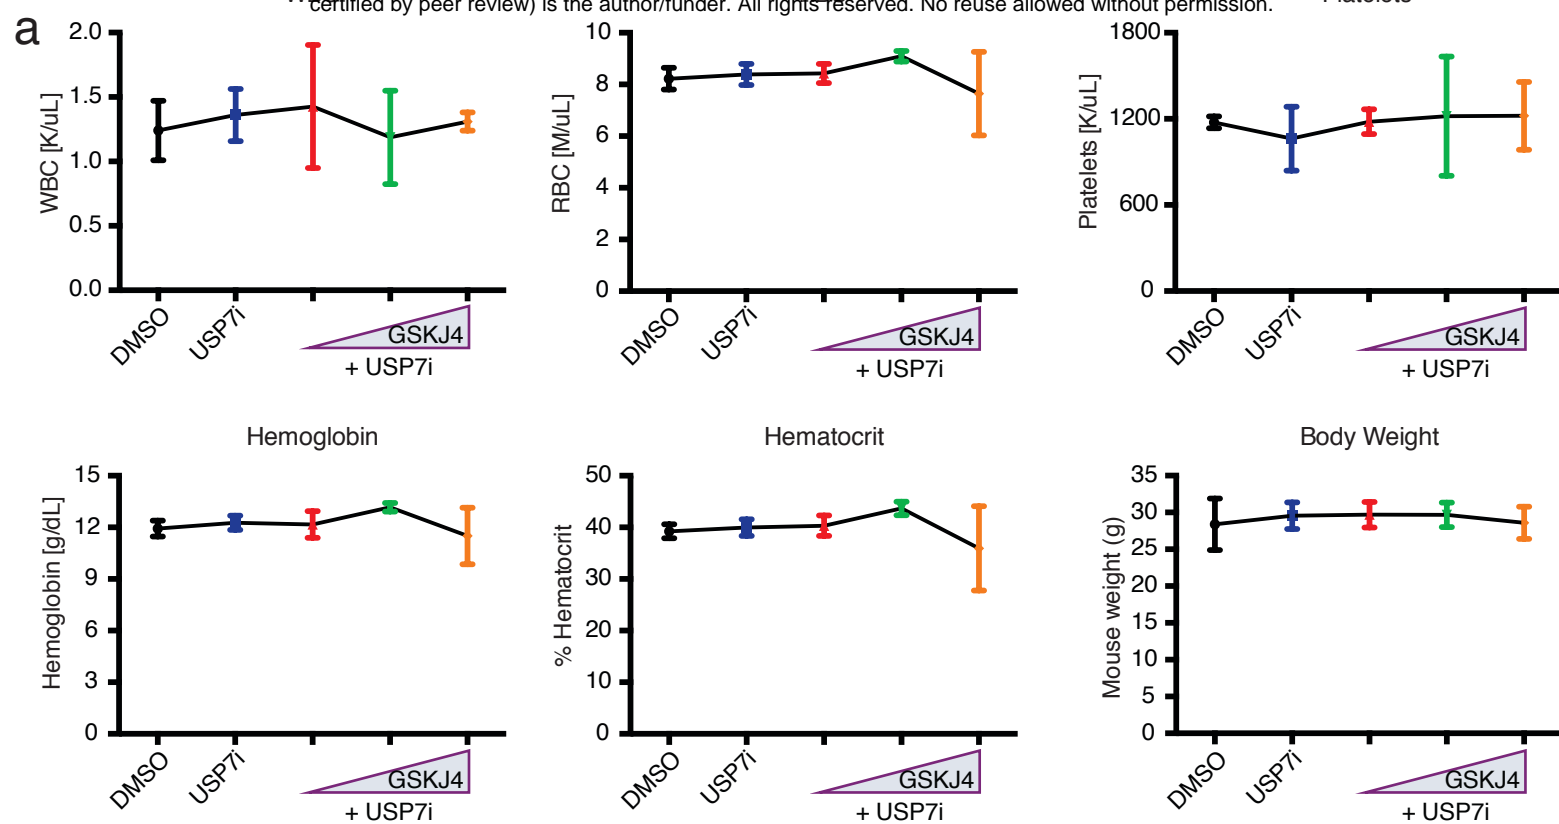 certified by peer review) is the author/funder. All rights reserved. No reuse allowed without permission.
Platelets
a
WBC [K/uL]
2.0
1.5
1.0
0.5
0.0
DMSO
USP7i
GSKJ4
+ USP7i
RBC [M/uL]
10
8
6
4
2
0
DMSO
USP7i
GSKJ4
+ USP7i
Platelets [K/uL]
1800
1200
600
0
DMSO
USP7i
GSKJ4
+ USP7i
Hemoglobin
Hemoglobin [g/dL]
15
12
9
6
3
0
DMSO
USP7i
GSKJ4
+ USP7i
Hematocrit
% Hematocrit
50
40
30
20
10
0
DMSO
USP7i
GSKJ4
+ USP7i
Body Weight
Mouse weight (g)
35
30
25
20
15
10
5
0
DMSO
USP7i
GSKJ4
+ USP7i